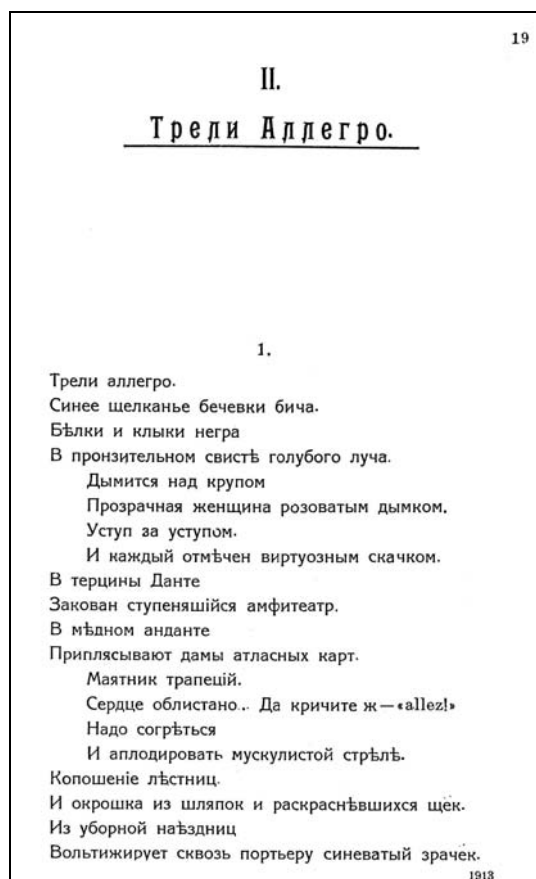 19
II.
Трели Аллегро.
1.
Трели аллегро.
Синее щелканье бечевки бича.
Бѣлки и клыки негра
В пронзительном свистѣ голубого луча.
Дымится над крупом
Прозрачная женщина розоватым дымком.
Уступ за уступом.
И каждый отмѣчен виртуозным скачком.
В терцины Данте
Закован ступеняшійся амфитеатр.
В мѣдном анданте
Приплясывают дамы атласных карт.
Маятник трапецій.
Сердце облистано... Да кричите ж—«allez!»
Надо согрѣться
И аплодировать мускулистой стрѣлѣ.
Копошеніе лѣстниц.
И окрошка из шляпок и раскраснѣвшихся щек.
Из уборной наѣздниц
Вольтижирует сквозь портьеру синеватый зрачек.
1913